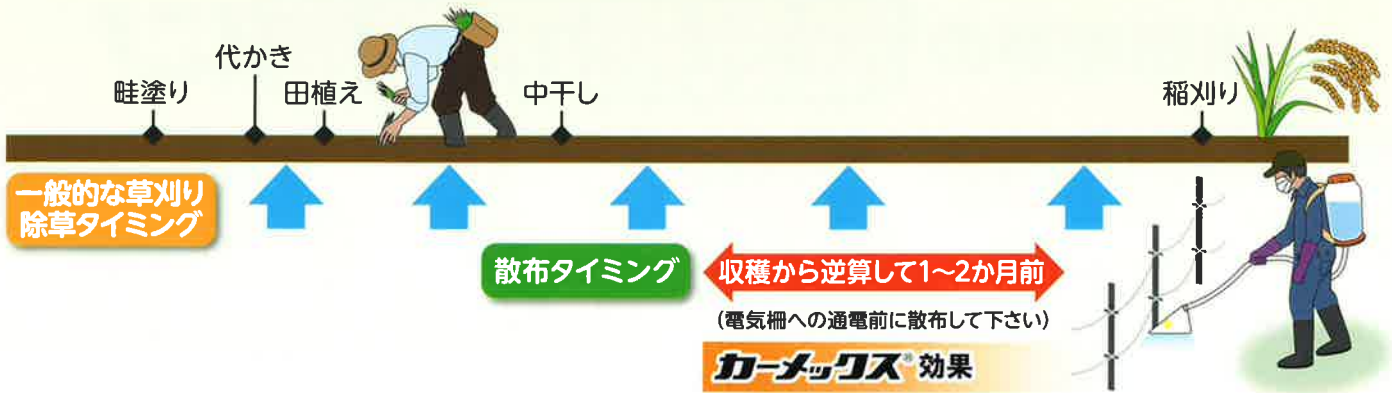 畦塗り
代かき
田植え
中干し
稲刈り
一般的な草刈り
除草タイミング
散布タイミング
収穫から逆算して1〜2か月前
(電気柵への通電前に散布して下さい)
カーメックス® 効果